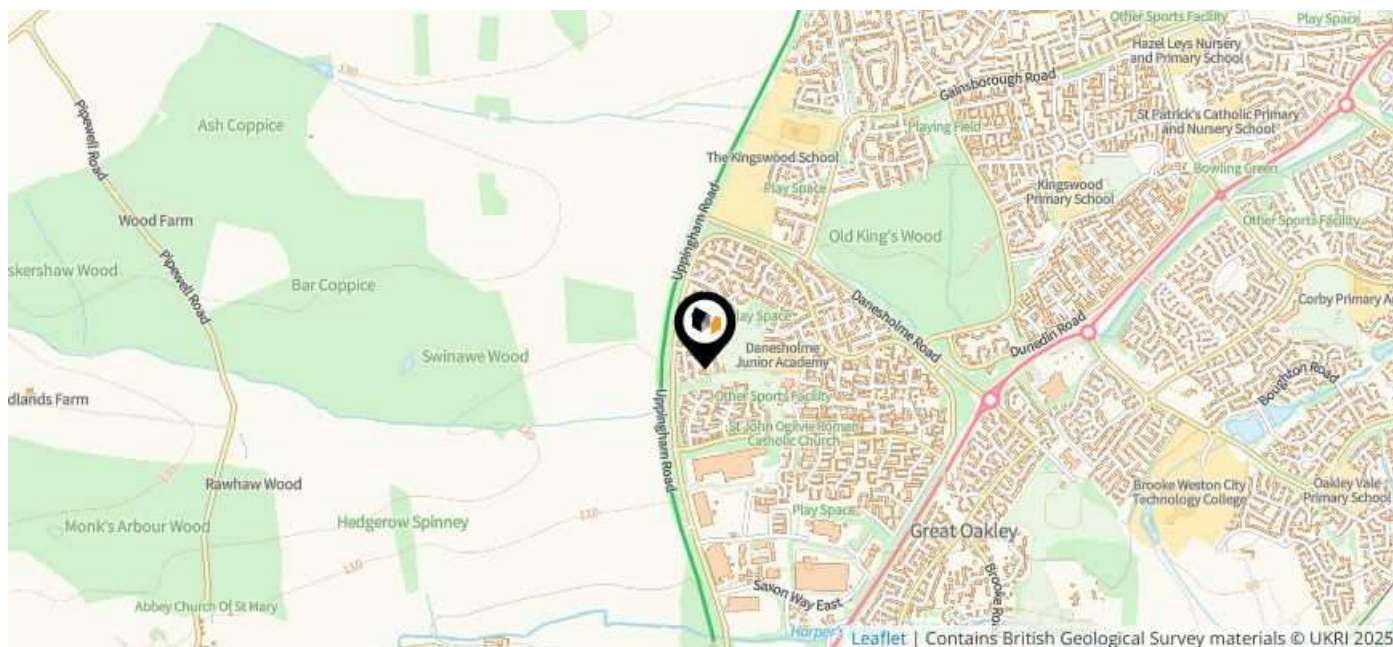 Other Sports Facility
Play Space
Hazel Leys Nursery
and Primary School
Gainsborough Road
Pipewell Road
Ash Coppice
130
St Patrick's Catholic Primary
and Nursery School
Playing Field
The Kingswood School
Bowling Green
Play Space
Kingswood
Primary School
Uppingham Road
Wood Farm
Other Sports Facility
Old King's Wood
skershaw Wood
Pipewell Road
Bar Coppice
Danesholme Road
Corby Primary A
Play Space
Dunedin Road
Swinawe Wood
Danesholme
Junior Academy
Boughton Road
dlands Farm
Uppingham Road
Other Sports Facility
St John Ogilvie Roman
Catholic Church
Rawhaw Wood
Brooke Weston City
Technology College
Oakley Vale
Primary School
Monk's Arbour Wood
Hedgerow Spinney
110
Play Space
Great Oakley
110
Saxon Way East
Brooke Ro
Abbey Church Of St Mary
Harper's
Leaflet | Contains British Geological Survey materials © UKRI 2025